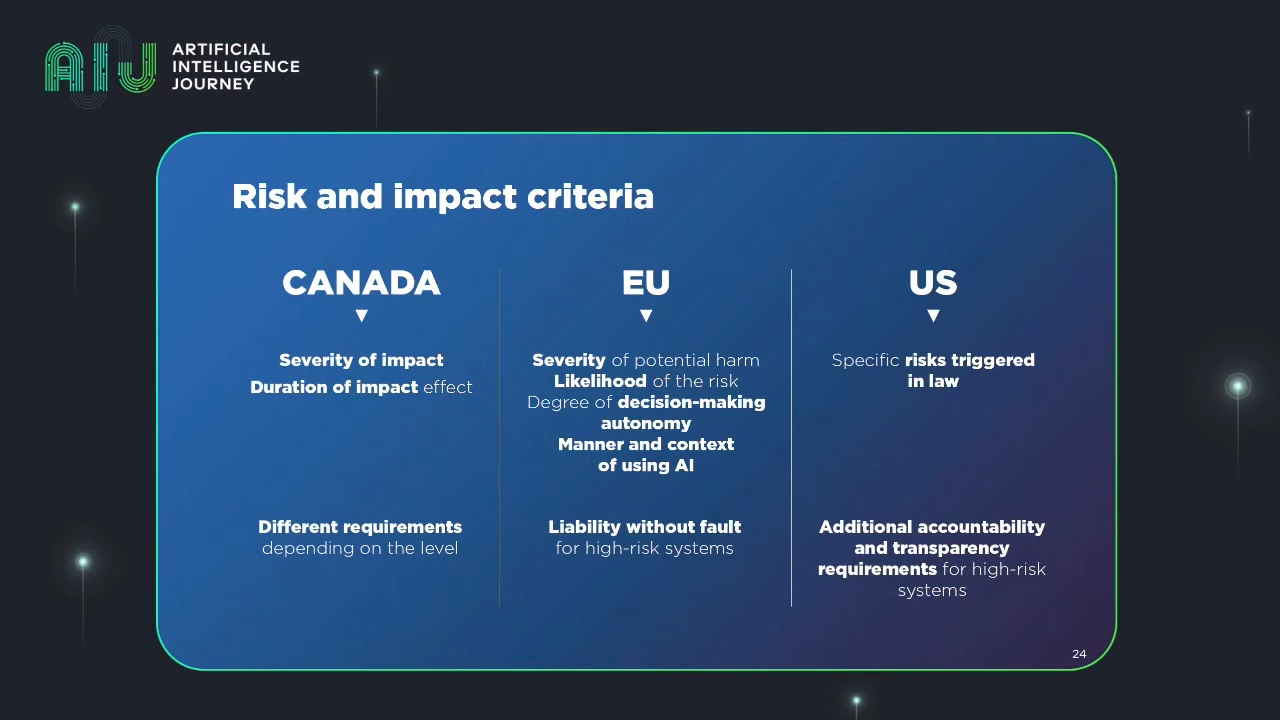 AIJ
ARTIFICIAL
INTELLIGENCE
JOURNEY
Risk and impact criteria
CANADA
Severity of impact
Duration of impact effect
Different requirements
depending on the level
EU
Severity of potential harm
Likelihood of the risk
Degree of decision-making
autonomy
Manner and context
of using AI
Liability without fault
for high-risk systems
US
Specific risks triggered
in law
Additional accountability
and transparency
requirements for high-risk
systems
24